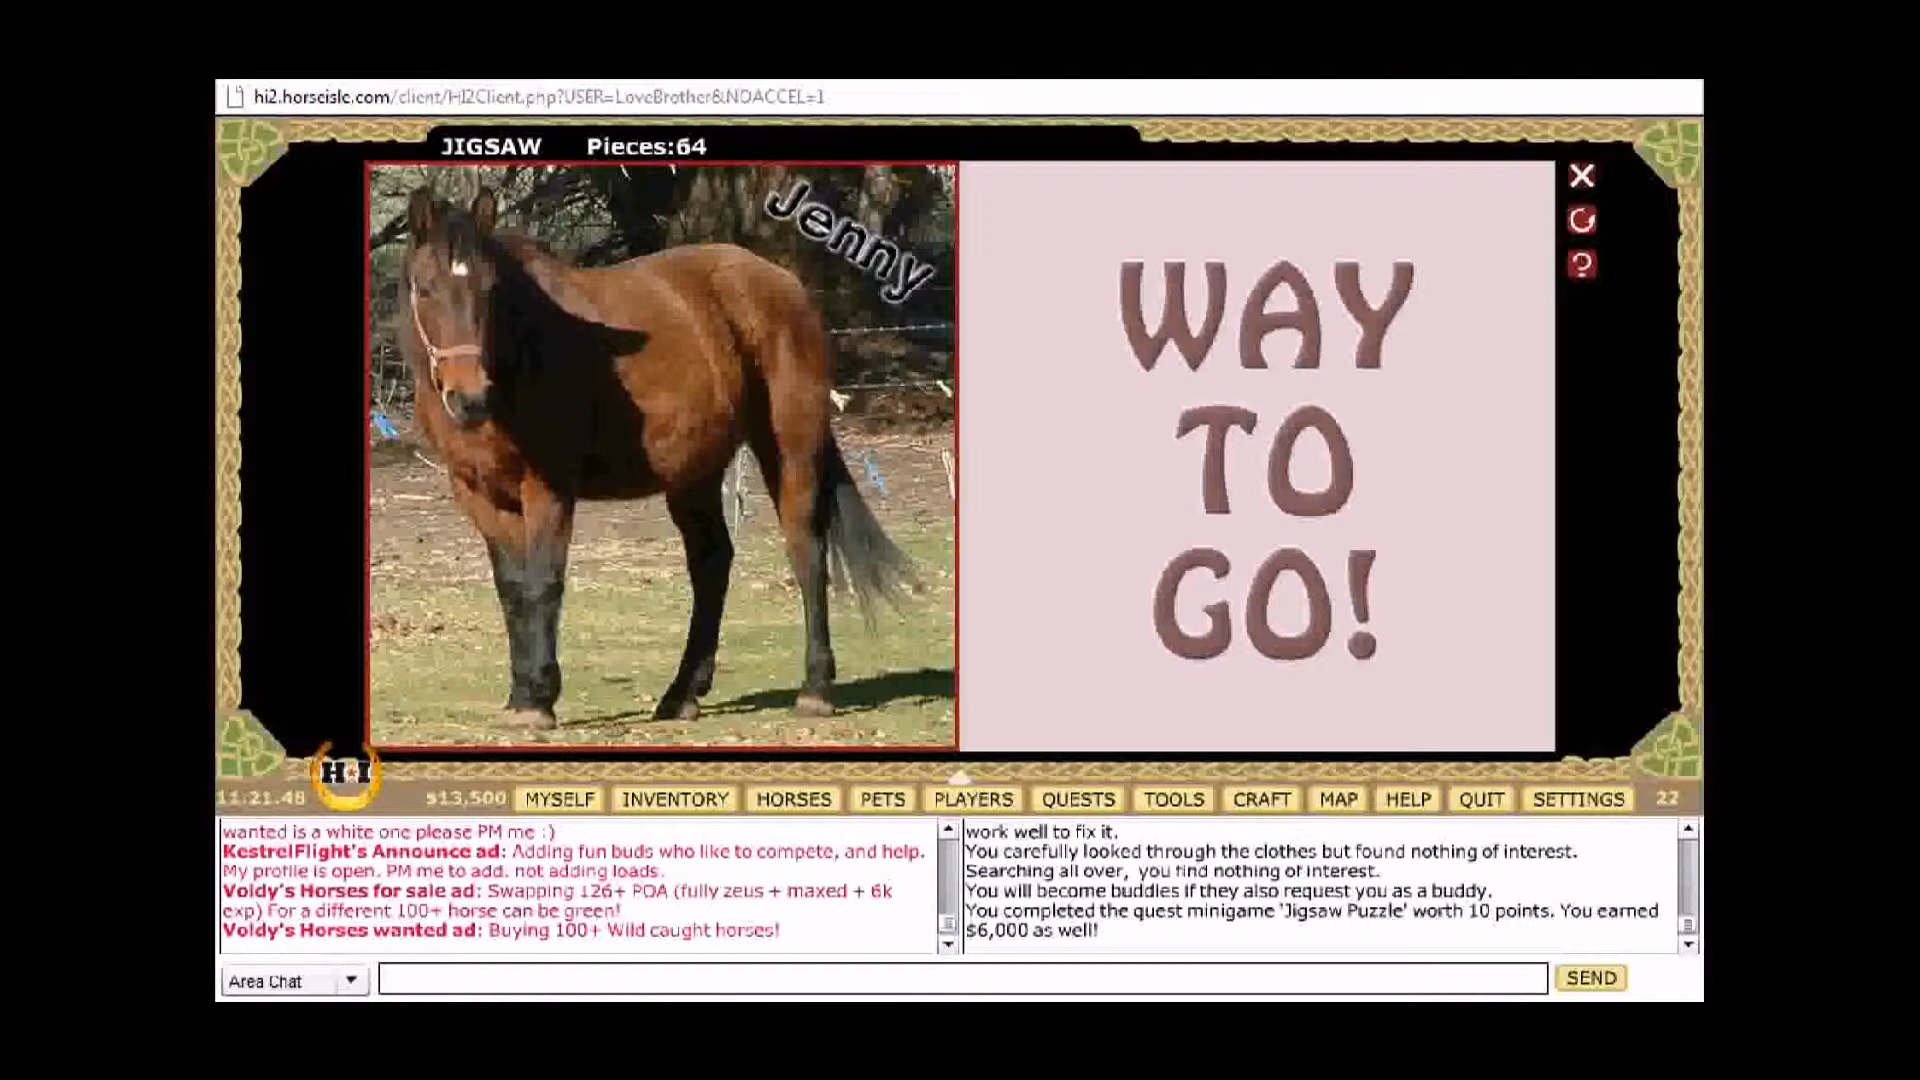 hi2.horseisle.com/client/HI2Client.php?USER=LoveBrother&NOACCEL=1
JIGSAW Pieces:64
Jenny
WAY
TO
GO!
H★I
11:21:48 $13,500 MYSELF INVENTORY HORSES PETS PLAYERS QUESTS TOOLS CRAFT MAP HELP QUIT SETTINGS 22
wanted is a white one please PM me :)
KestrelFlight's Announce ad: Adding fun buds who like to compete, and help.
My profile is open. PM me to add. not adding loads.
Voldy's Horses for sale ad: Swapping 126+ POA (fully zeus + maxed + 6k
exp) For a different 100+ horse can be green!
Voldy's Horses wanted ad: Buying 100+ Wild caught horses!
work well to fix it.
You carefully looked through the clothes but found nothing of interest.
Searching all over, you find nothing of interest.
You will become buddies if they also request you as a buddy.
You completed the quest minigame 'Jigsaw Puzzle' worth 10 points. You earned
$6,000 as well!
Area Chat
SEND